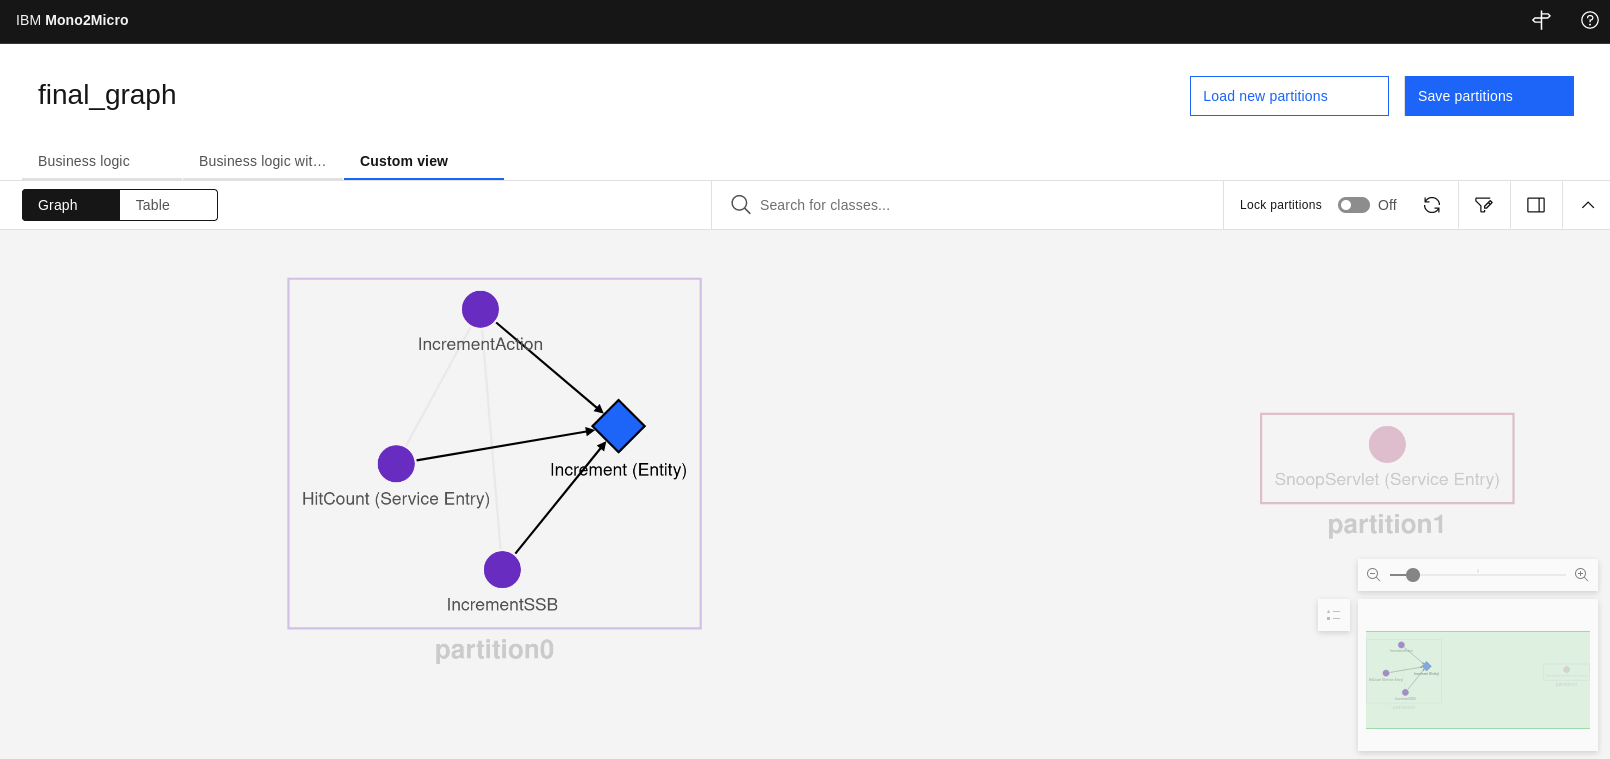 IBM Mono2Micro
final_graph
Load new partitions
Save partitions
Business logic
Business logic wit...
Custom view
Graph
Table
Search for classes...
Lock partitions
Off
IncrementAction
Increment (Entity)
HitCount (Service Entry)
IncrementSSB
partition0
SnoopServlet (Service Entry)
partition1